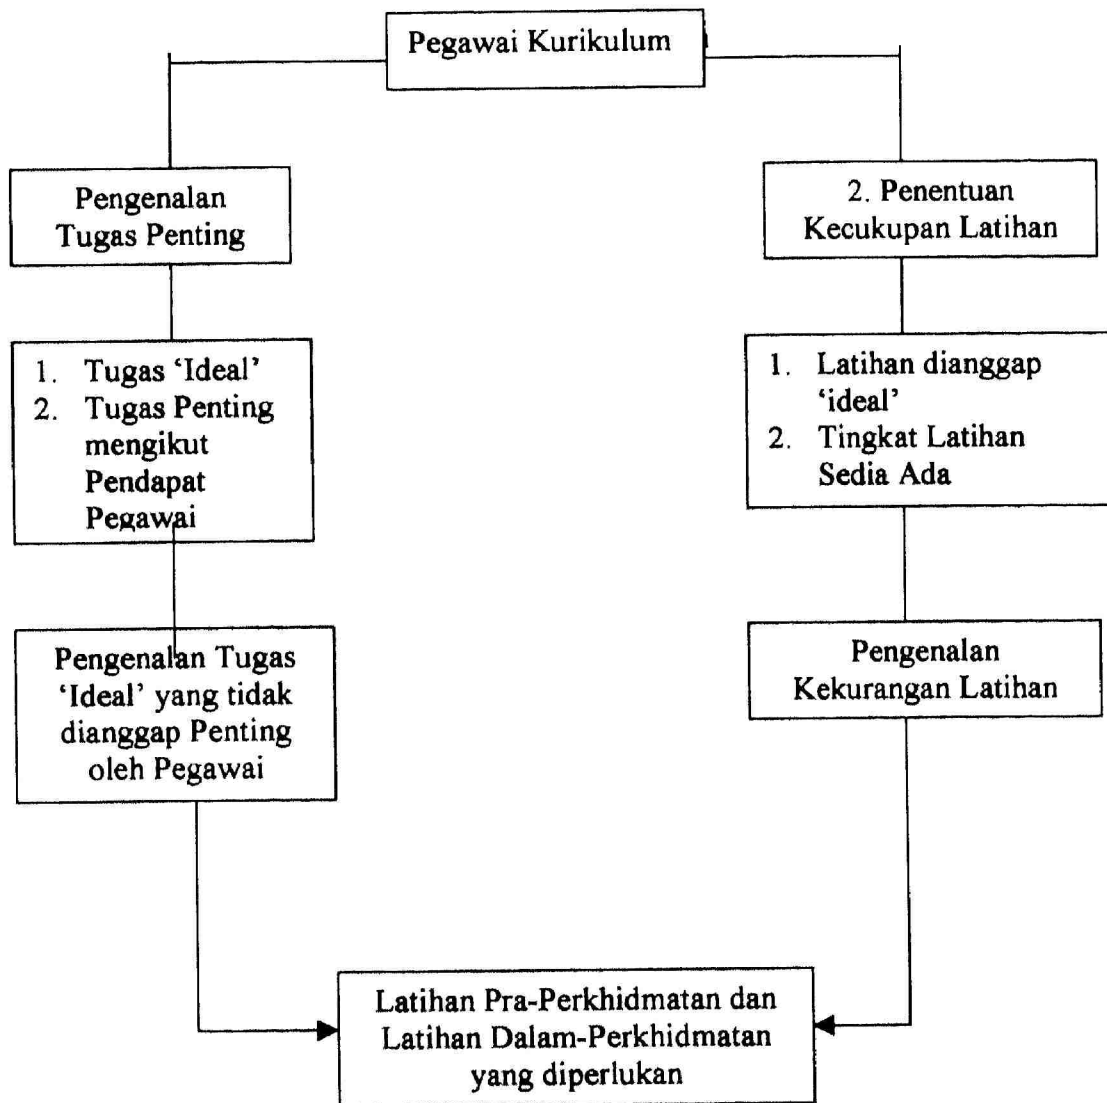 Pegawai Kurikulum
Pengenalan
Tugas Penting
2. Penentuan
Kecukupan Latihan
1. Tugas ‘Ideal’
2. Tugas Penting
mengikut
Pendapat
Pegawai
1. Latihan dianggap
‘ideal’
2. Tingkat Latihan
Sedia Ada
Pengenalan Tugas
‘Ideal’ yang tidak
dianggap Penting
oleh Pegawai
Pengenalan
Kekurangan Latihan
Latihan Pra-Perkhidmatan dan
Latihan Dalam-Perkhidmatan
yang diperlukan